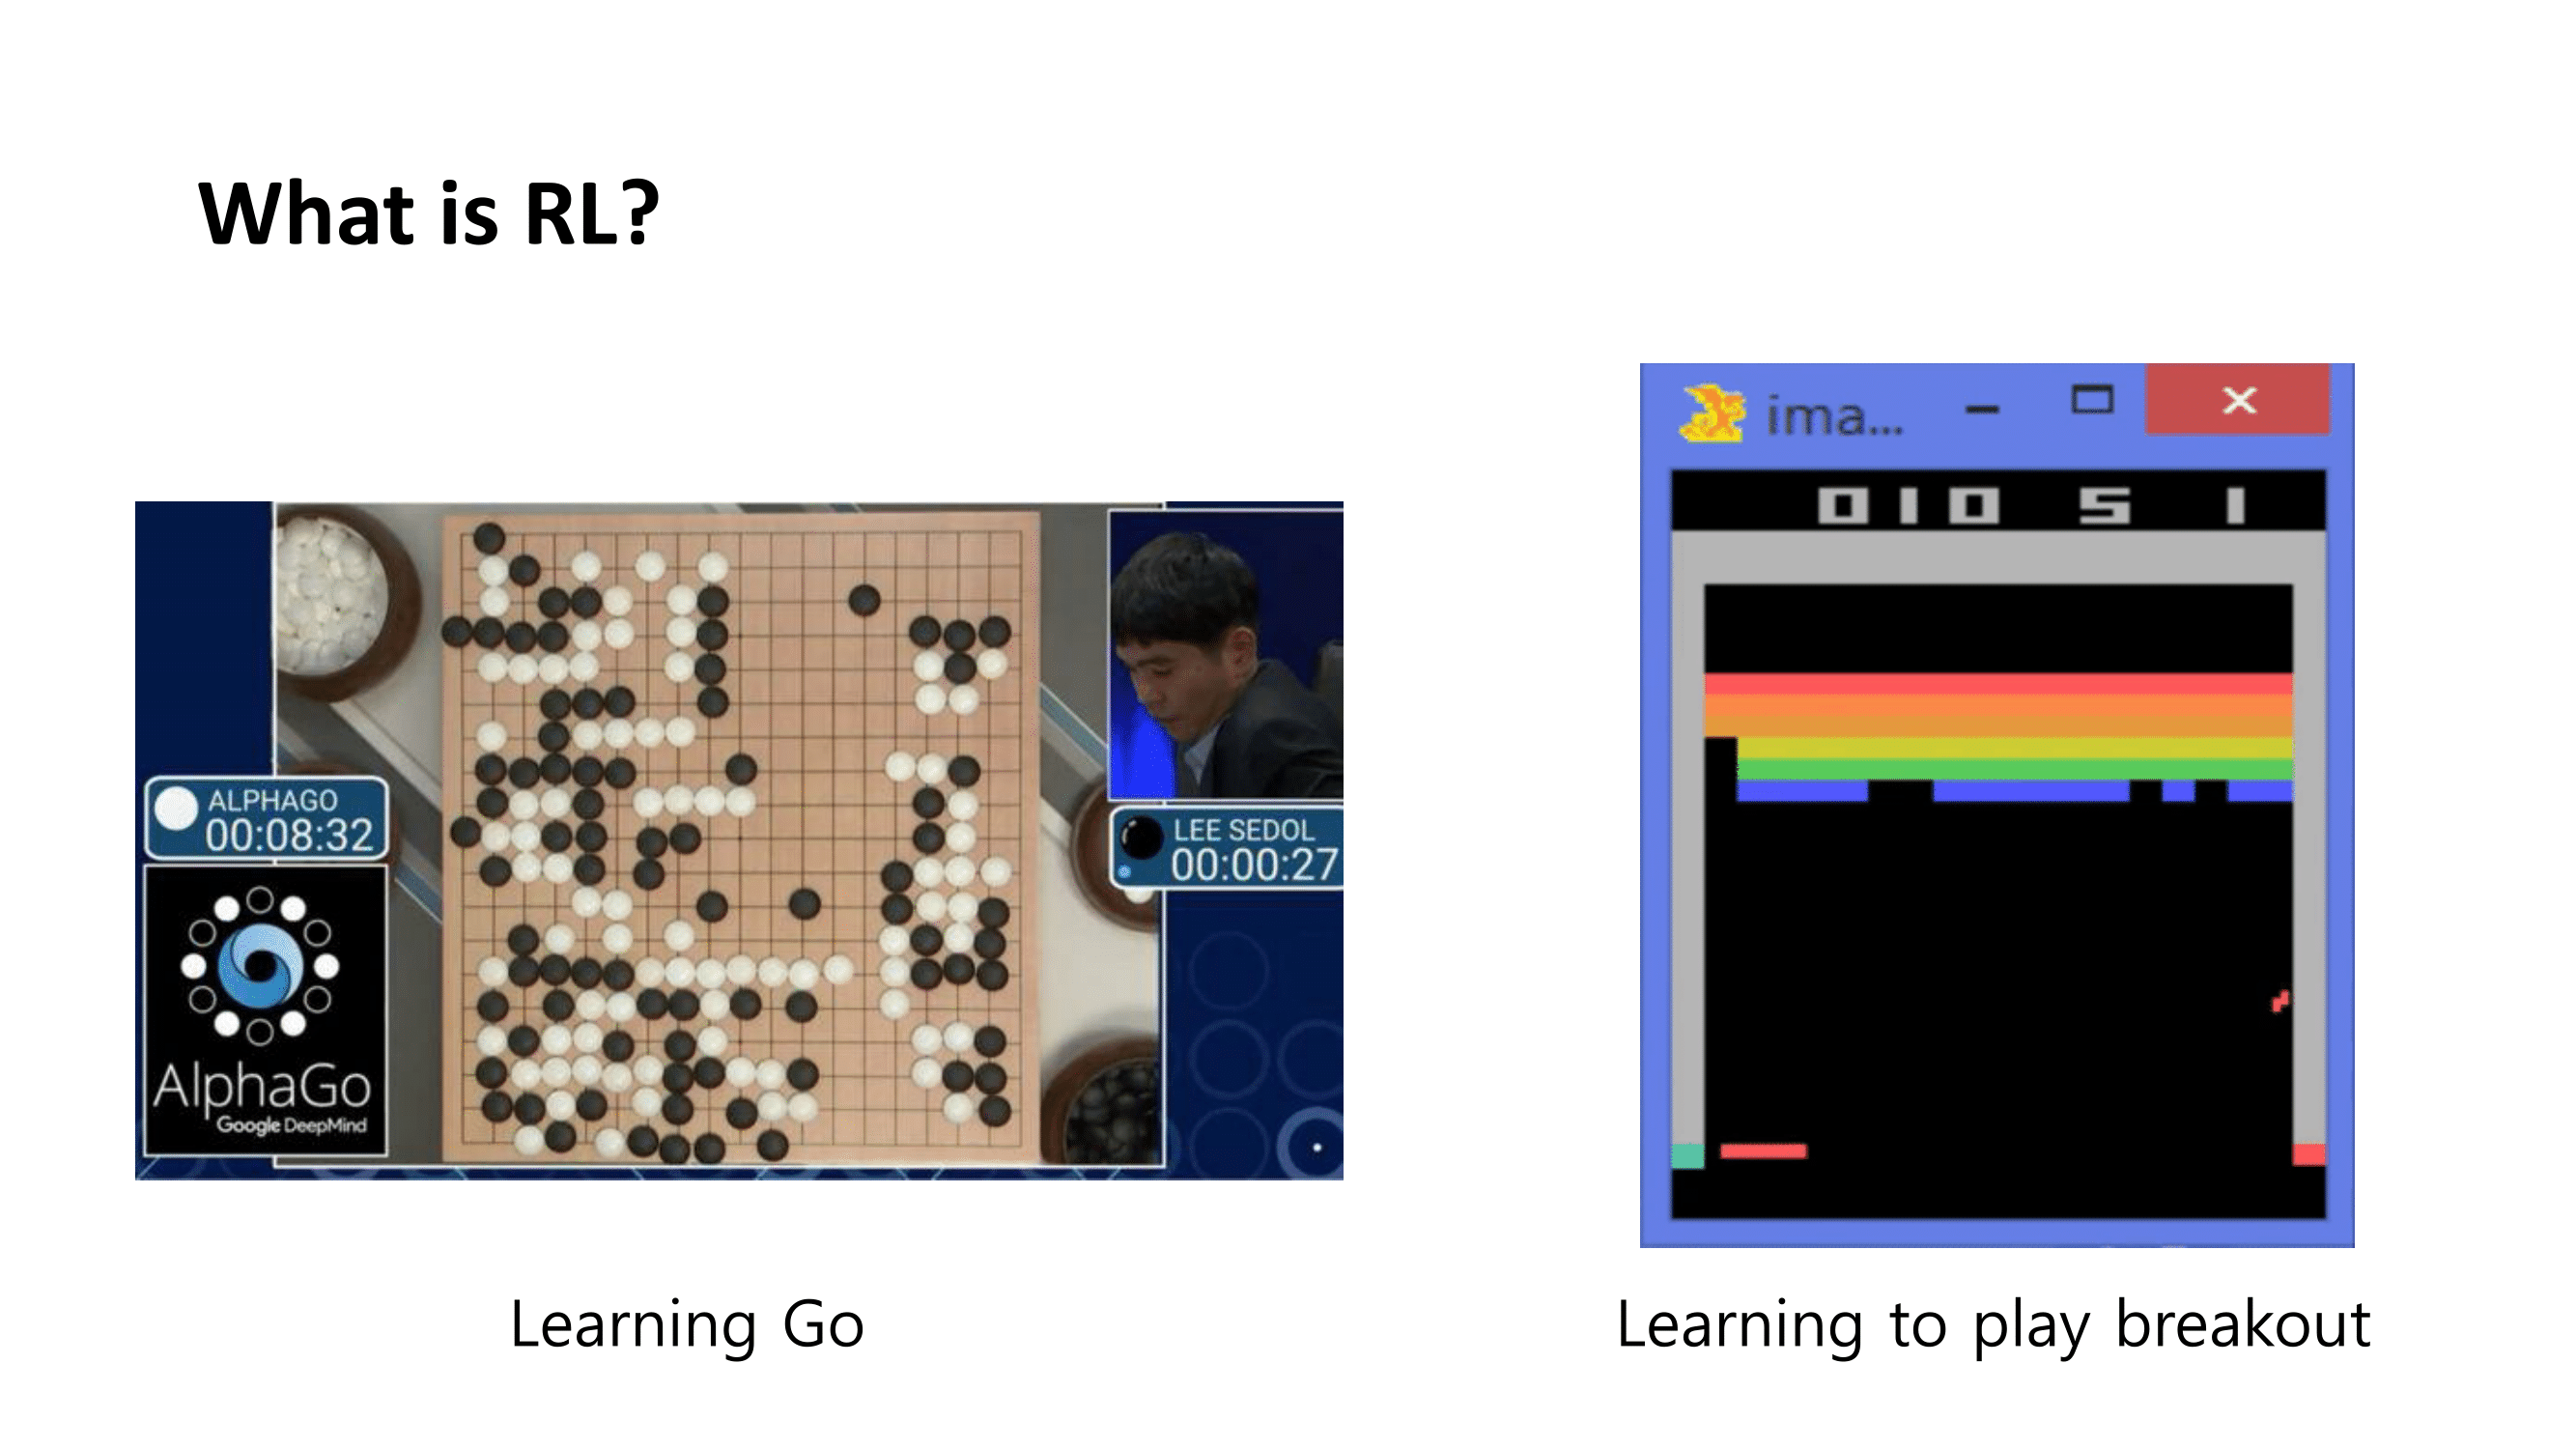 What is RL?
ALPHAGO
00:08:32
AlphaGo
Google DeepMind
LEE SEDOL
00:00:27
Learning Go
ima...
010 5 1
Learning to play breakout